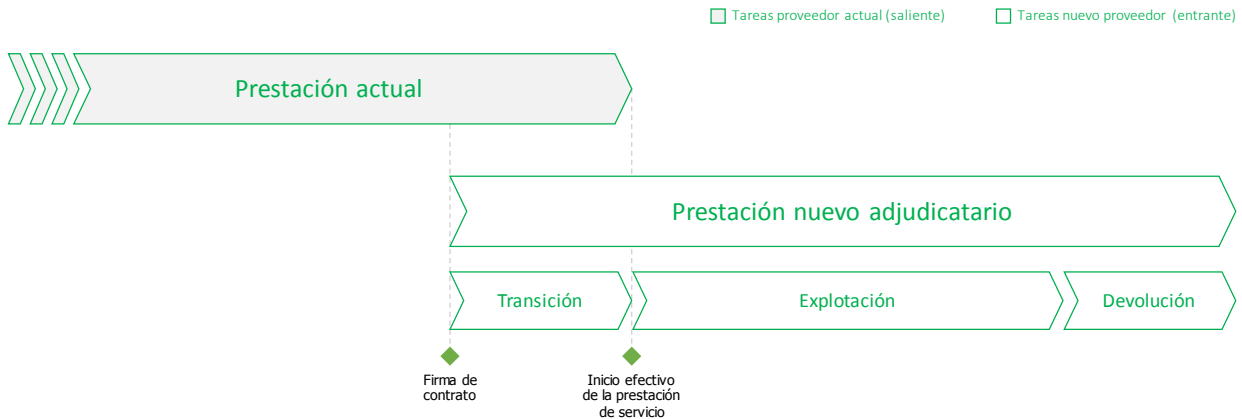 Tareas proveedor actual (saliente)
Tareas nuevo proveedor (entrante)
Prestación actual
Prestación nuevo adjudicatario
Transición
Explotación
Devolución
Firma de
contrato
Inicio efectivo
de la prestación
de servicio